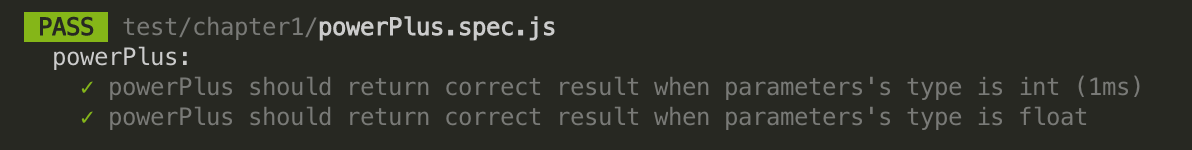 PASS test/chapter1/powerPlus.spec.js
powerPlus:
✓ powerPlus should return correct result when parameters's type is int (1ms)
✓ powerPlus should return correct result when parameters's type is float